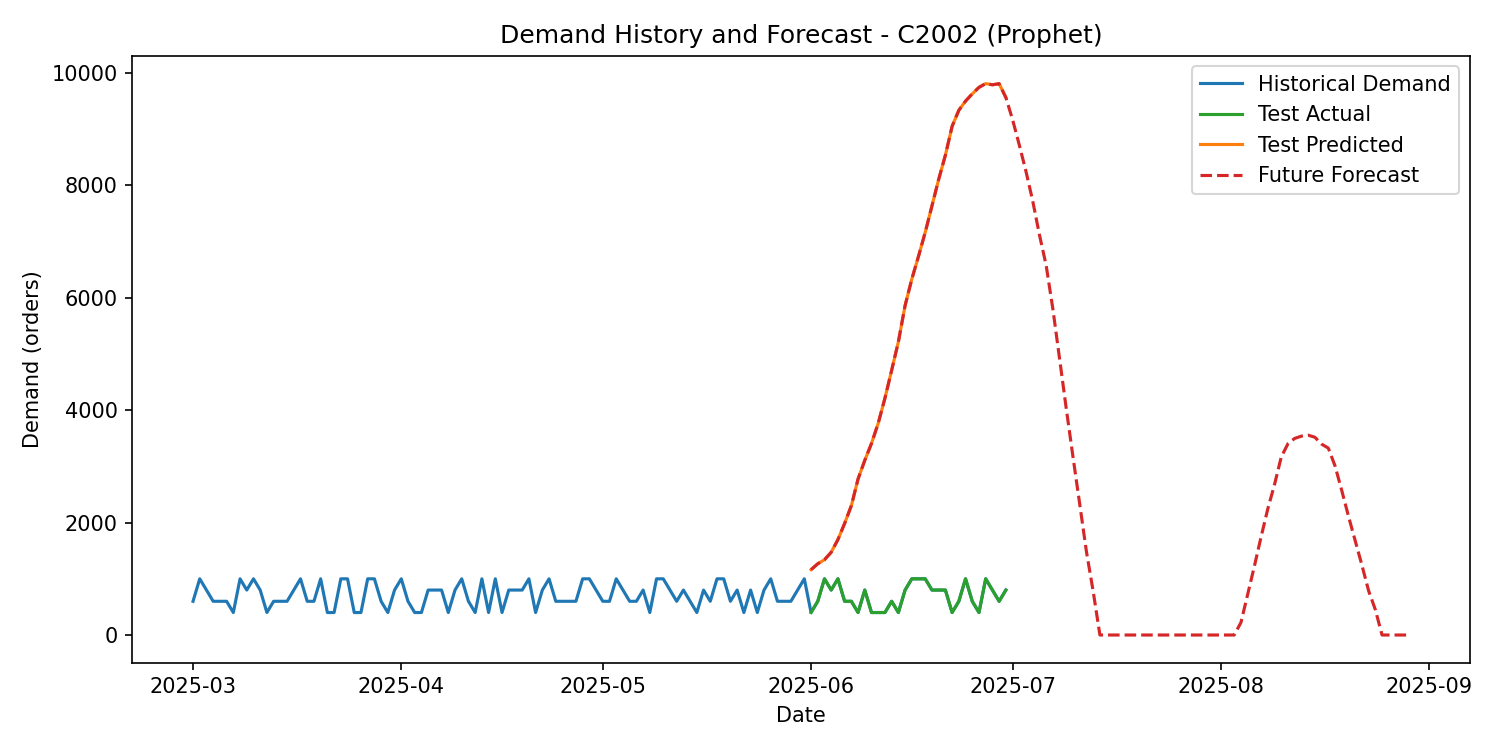 Demand History and Forecast - C2002 (Prophet)
Historical Demand
Test Actual
Test Predicted
Future Forecast
Demand (orders)
10000
8000
6000
4000
2000
0
2025-03 2025-04 2025-05 2025-06 2025-07 2025-08 2025-09
Date